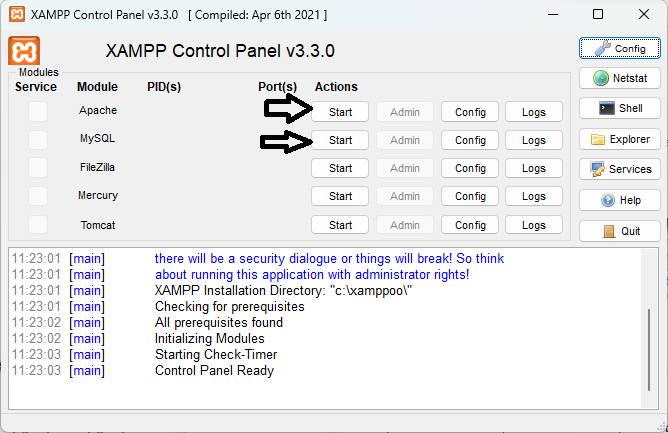 XAMPP Control Panel v3.3.0 [ Compiled: Apr 6th 2021 ]
XAMPP Control Panel v3.3.0
Config
Netstat
Shell
Explorer
Services
Help
Quit
Modules
Service Module PID(s) Port(s) Actions
Apache Start Admin Config Logs
MySQL Start Admin Config Logs
FileZilla Start Admin Config Logs
Mercury Start Admin Config Logs
Tomcat Start Admin Config Logs
11:23:01 [main] there will be a security dialogue or things will break! So think
11:23:01 [main] about running this application with administrator rights!
11:23:01 [main] XAMPP Installation Directory: "c:\xamppoo\"
11:23:01 [main] Checking for prerequisites
11:23:02 [main] All prerequisites found
11:23:02 [main] Initializing Modules
11:23:03 [main] Starting Check-Timer
11:23:03 [main] Control Panel Ready